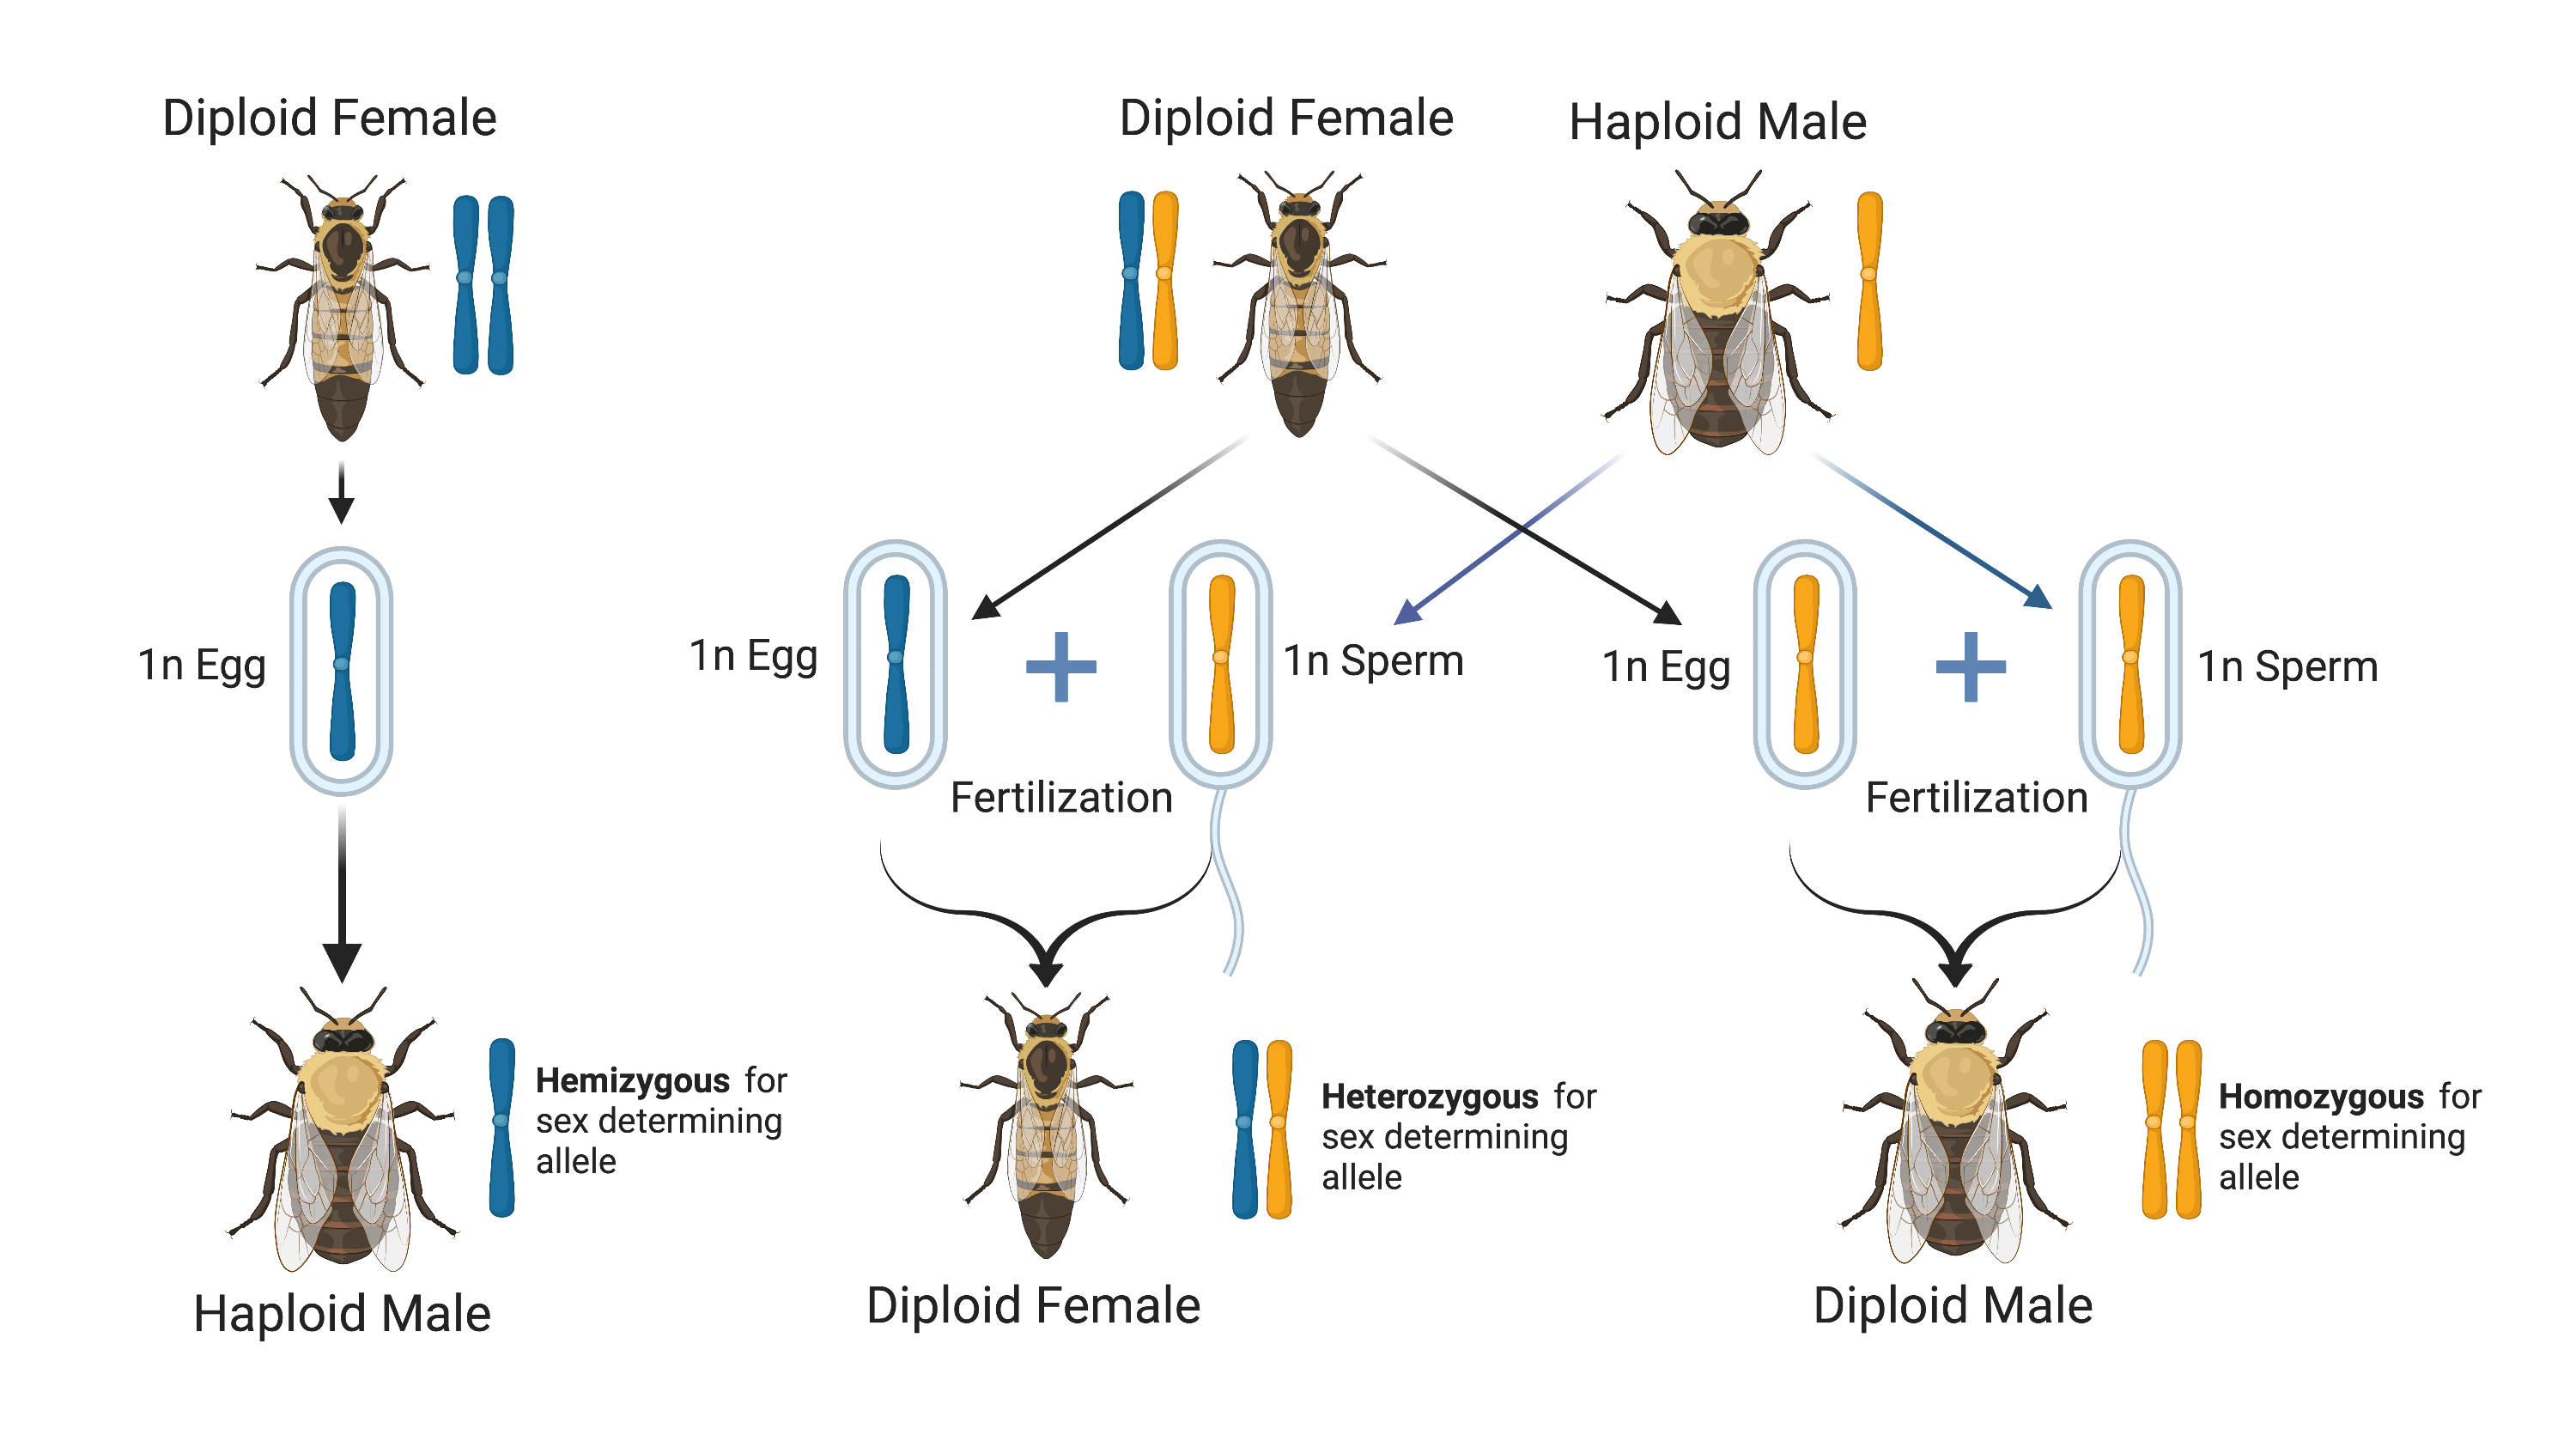 Diploid Female
Diploid Female
Haploid Male
1n Egg
1n Egg
1n Sperm
1n Egg
1n Sperm
Fertilization
Fertilization
Hemizygous for
sex determining
allele
Heterozygous for
sex determining
allele
Homozygous for
sex determining
allele
Haploid Male
Diploid Female
Diploid Male